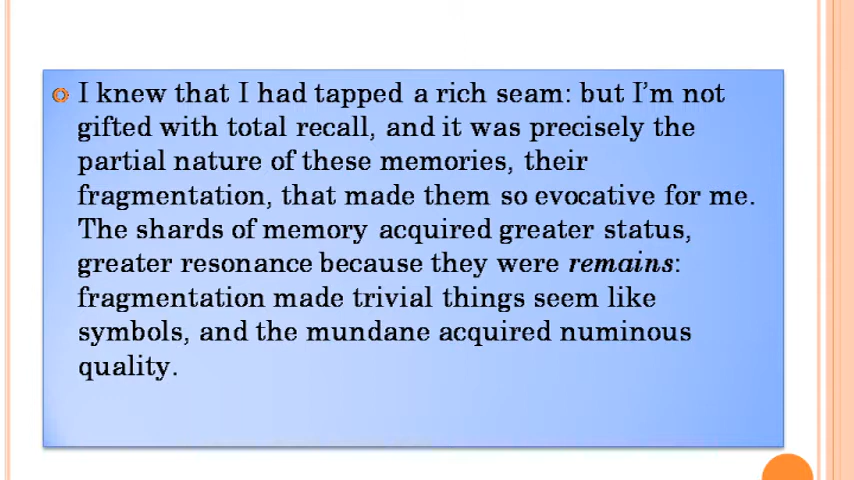 I knew that I had tapped a rich seam: but I'm not
gifted with total recall, and it was precisely the
partial nature of these memories, their
fragmentation, that made them so evocative for me.
The shards of memory acquired greater status,
greater resonance because they were remains:
fragmentation made trivial things seem like
symbols, and the mundane acquired numinous
quality.